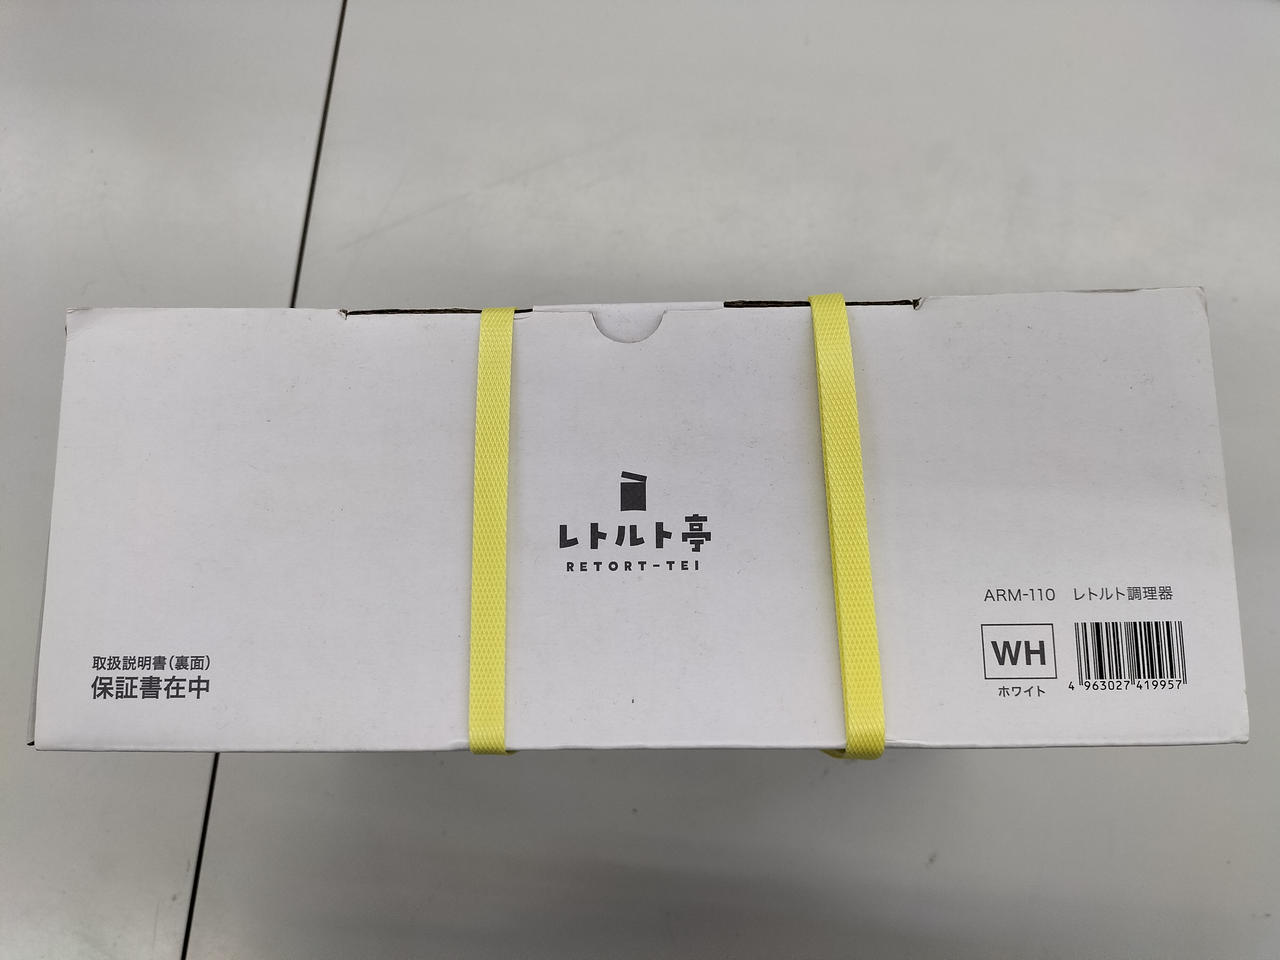 レトルト亭
RETORT-TEI
取扱説明書(裏面)
保証書在中
ARM-110 レトルト調理器
WH
ホワイト
4 963027 419957